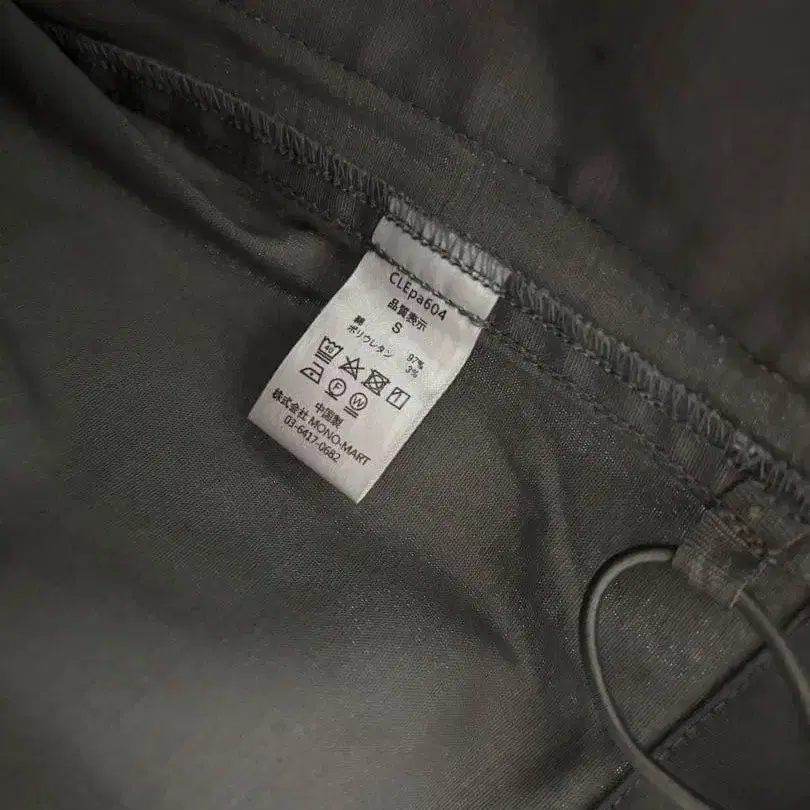 CLEpa604
品質表示
S
綿 97%
ポリウレタン 3%
40
F W
中国製
株式会社 MONO-MART
03-6417-0682